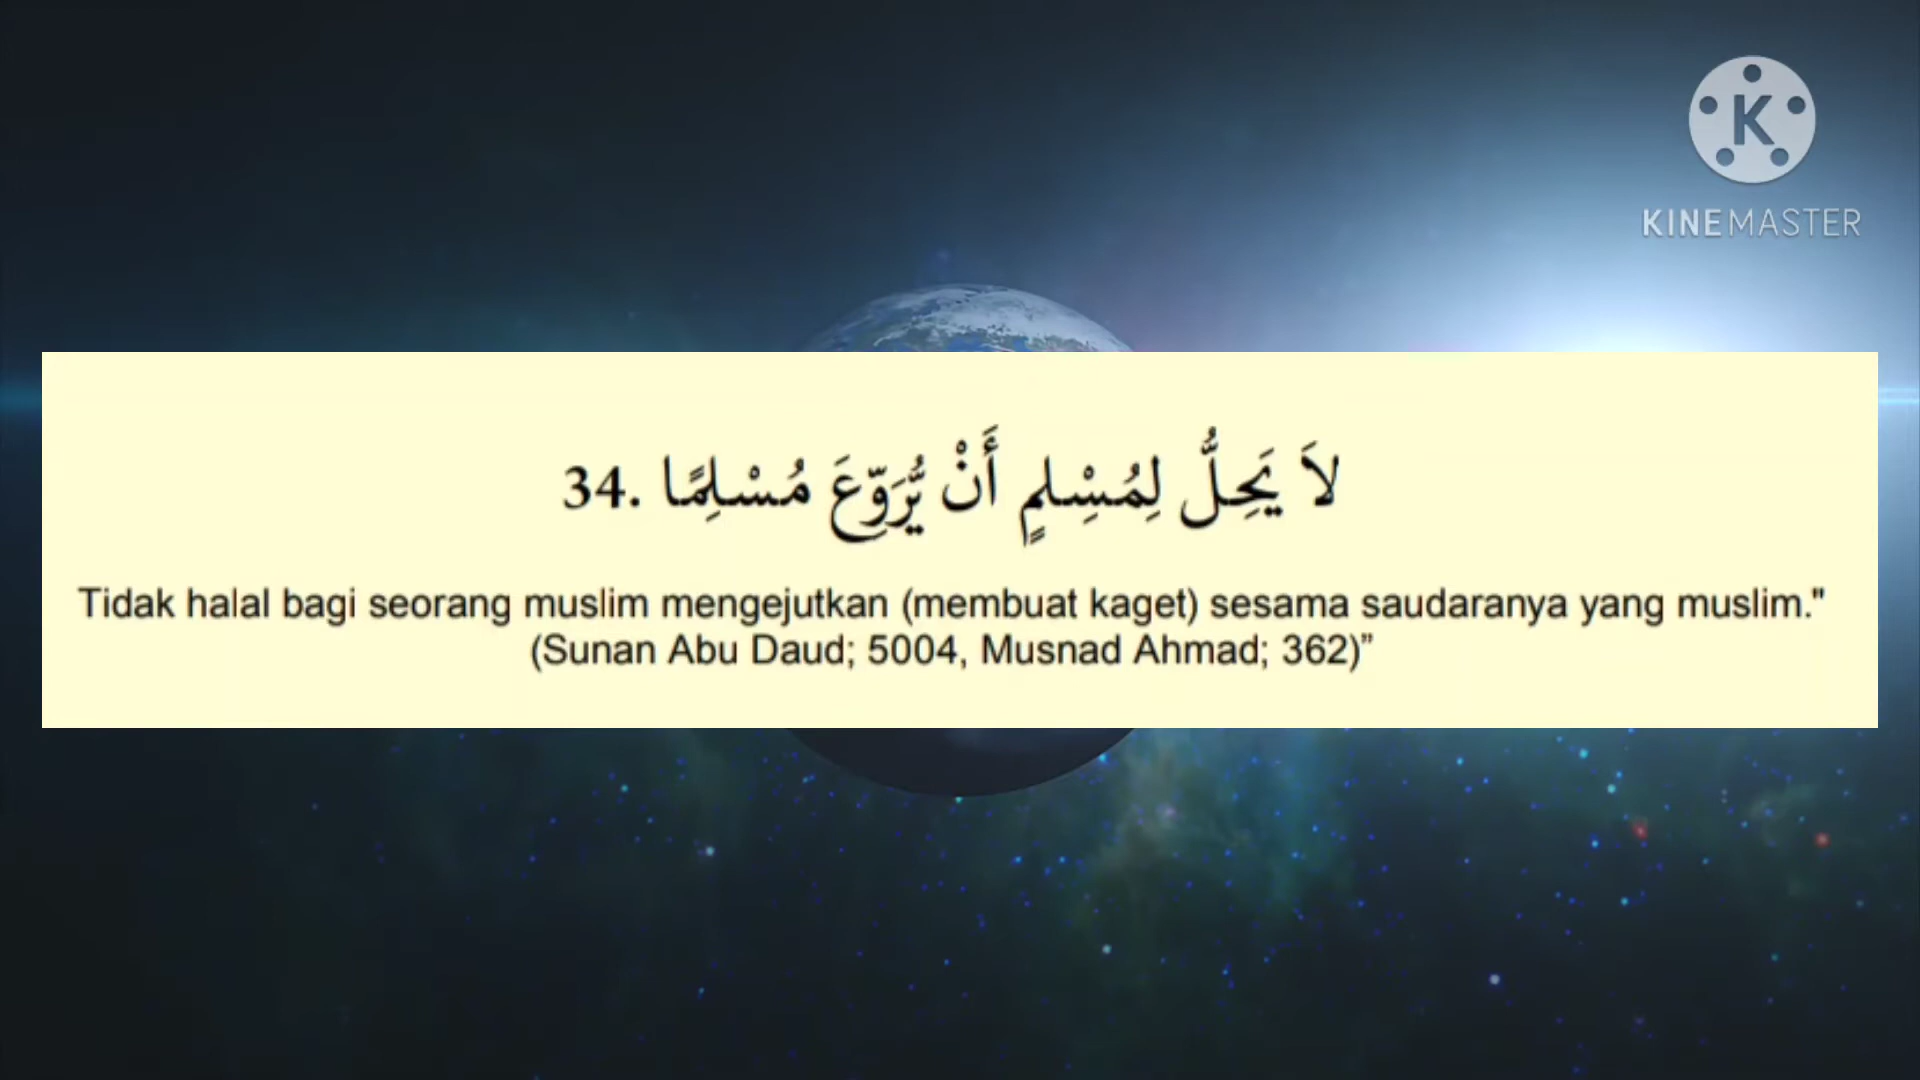 KINEMASTER
لاَ يَحِلُّ لِمُسْلِمٍ أَنْ يُّرَوِّعَ مُسْلِمًا .34
Tidak halal bagi seorang muslim mengejutkan (membuat kaget) sesama saudaranya yang muslim."
(Sunan Abu Daud; 5004, Musnad Ahmad; 362)”